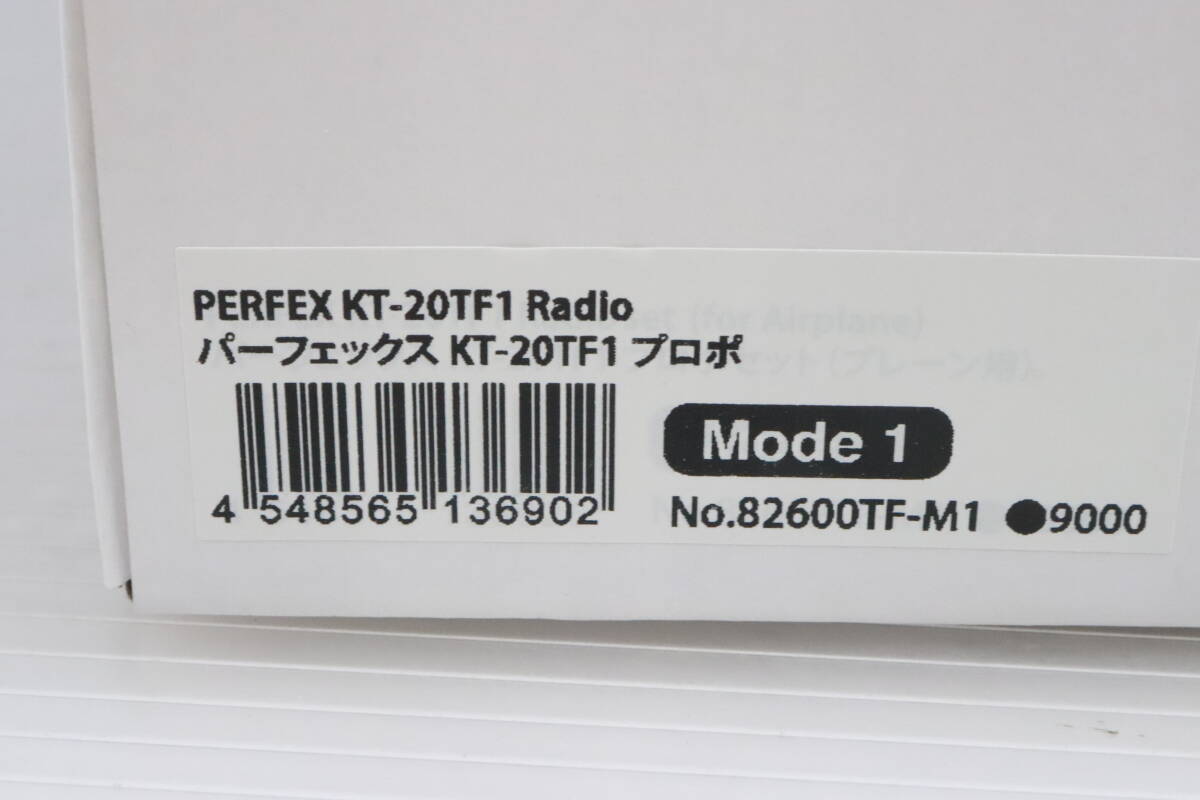 PERFEX KT-20TF1 Radio
パーフェックス KT-20TF1 プロポ
Mode 1
4 548565 136902
No.82600TF-M1 ●9000